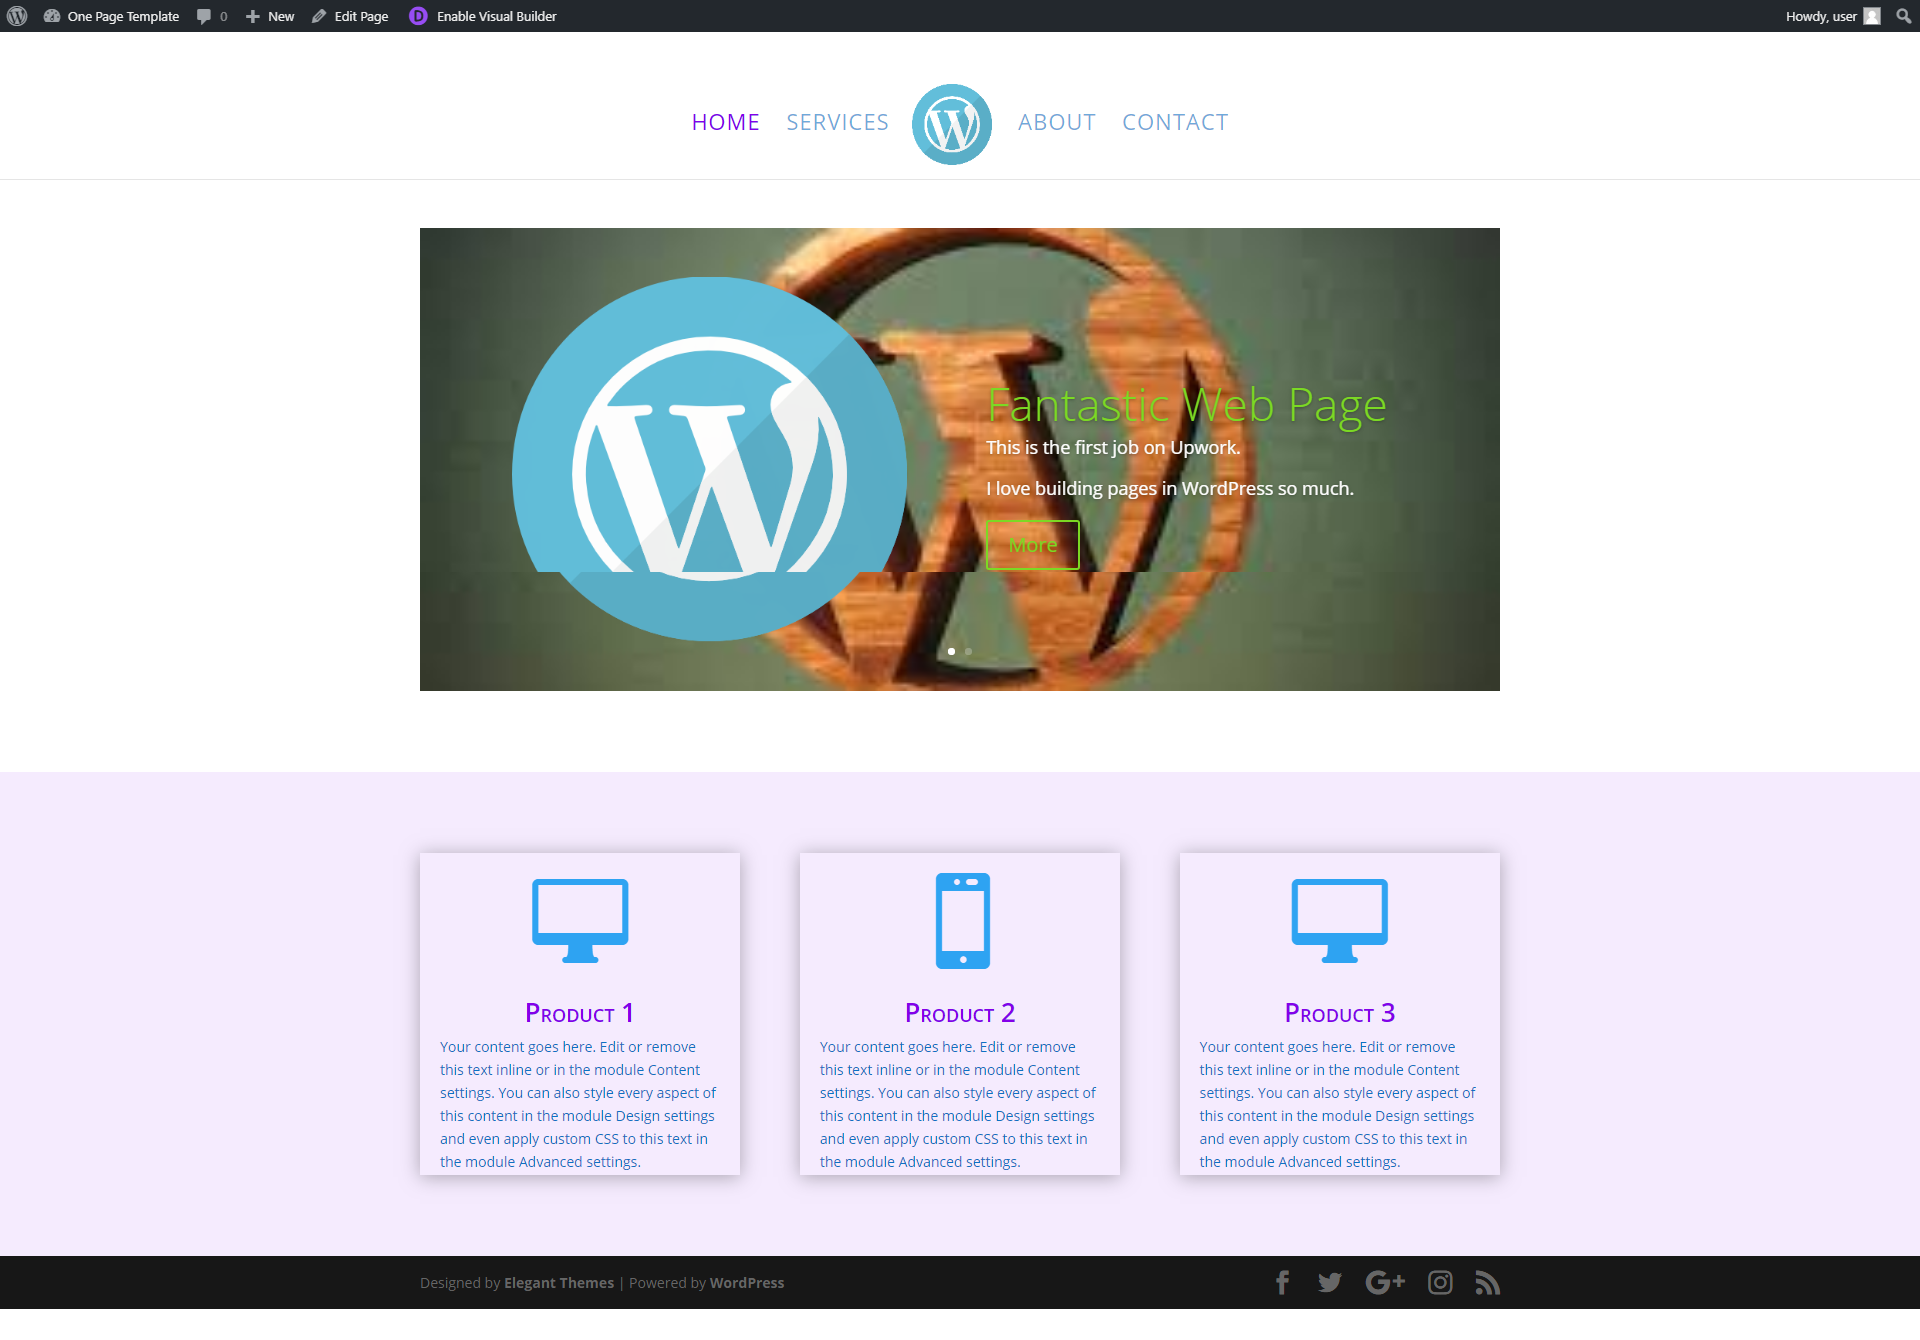 One Page Template 0 New Edit Page Enable Visual Builder Howdy, user
HOME SERVICES ABOUT CONTACT
Fantastic Web Page
This is the first job on Upwork.
I love building pages in WordPress so much.
More
Product 1
Your content goes here. Edit or remove
this text inline or in the module Content
settings. You can also style every aspect of
this content in the module Design settings
and even apply custom CSS to this text in
the module Advanced settings.
Product 2
Your content goes here. Edit or remove
this text inline or in the module Content
settings. You can also style every aspect of
this content in the module Design settings
and even apply custom CSS to this text in
the module Advanced settings.
Product 3
Your content goes here. Edit or remove
this text inline or in the module Content
settings. You can also style every aspect of
this content in the module Design settings
and even apply custom CSS to this text in
the module Advanced settings.
Designed by Elegant Themes | Powered by WordPress